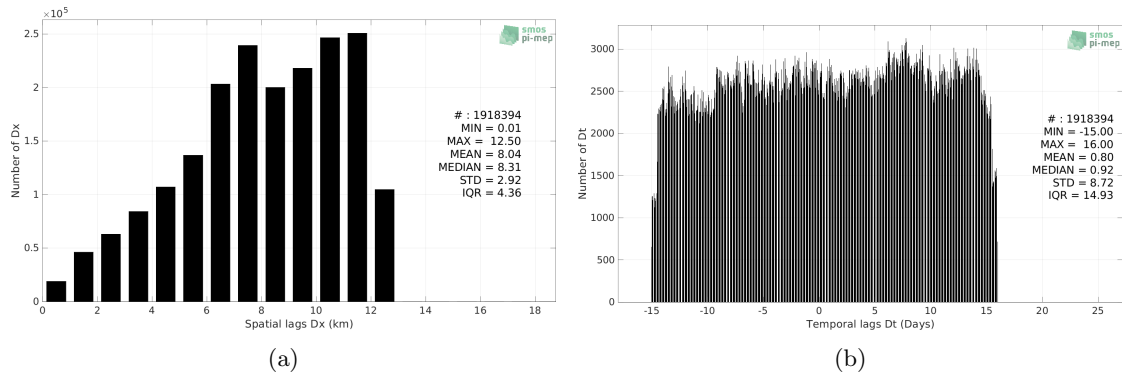 ×10⁵
2.5
2
1.5
1
0.5
0
0 2 4 6 8 10 12 14 16 18
Number of Dx
Spatial lags Dx (km)
smos
pi-mep
# : 1918394
MIN = 0.01
MAX = 12.50
MEAN = 8.04
MEDIAN = 8.31
STD = 2.92
IQR = 4.36
(a)
3000
2500
2000
1500
1000
500
0
-15 -10 -5 0 5 10 15 20 25
Number of Dt
Temporal lags Dt (Days)
smos
pi-mep
# : 1918394
MIN = -15.00
MAX = 16.00
MEAN = 0.80
MEDIAN = 0.92
STD = 8.72
IQR = 14.93
(b)